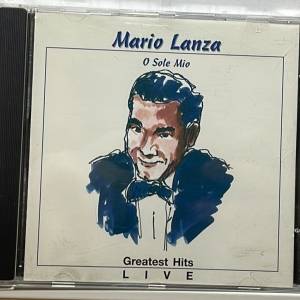 Mario Lanza
O Sole Mio
Greatest Hits
LIVE